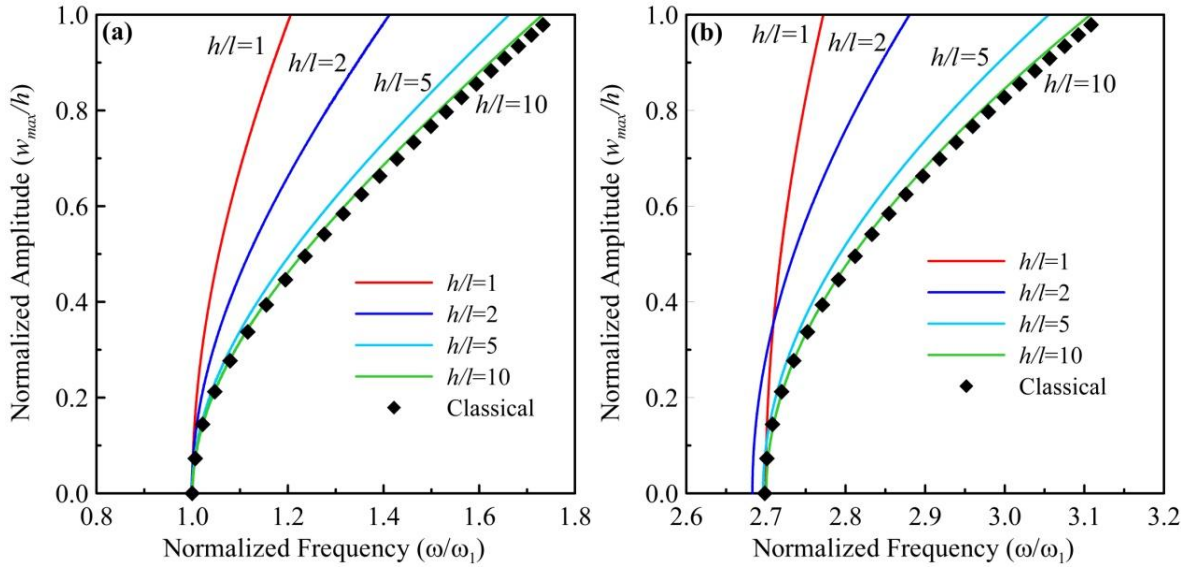 (a)
h/l=1
h/l=2
h/l=5
h/l=10
h/l=1
h/l=2
h/l=5
h/l=10
Classical
1.0
0.8
0.6
0.4
0.2
0.0
Normalized Amplitude (w_max/h)
0.8 1.0 1.2 1.4 1.6 1.8
Normalized Frequency (ω/ω₁)
(b)
h/l=1
h/l=2
h/l=5
h/l=10
h/l=1
h/l=2
h/l=5
h/l=10
Classical
1.0
0.8
0.6
0.4
0.2
0.0
Normalized Amplitude (w_max/h)
2.6 2.7 2.8 2.9 3.0 3.1 3.2
Normalized Frequency (ω/ω₁)